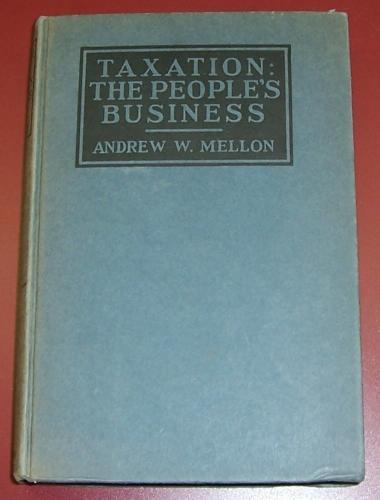 TAXATION:
THE PEOPLE'S
BUSINESS
ANDREW W. MELLON